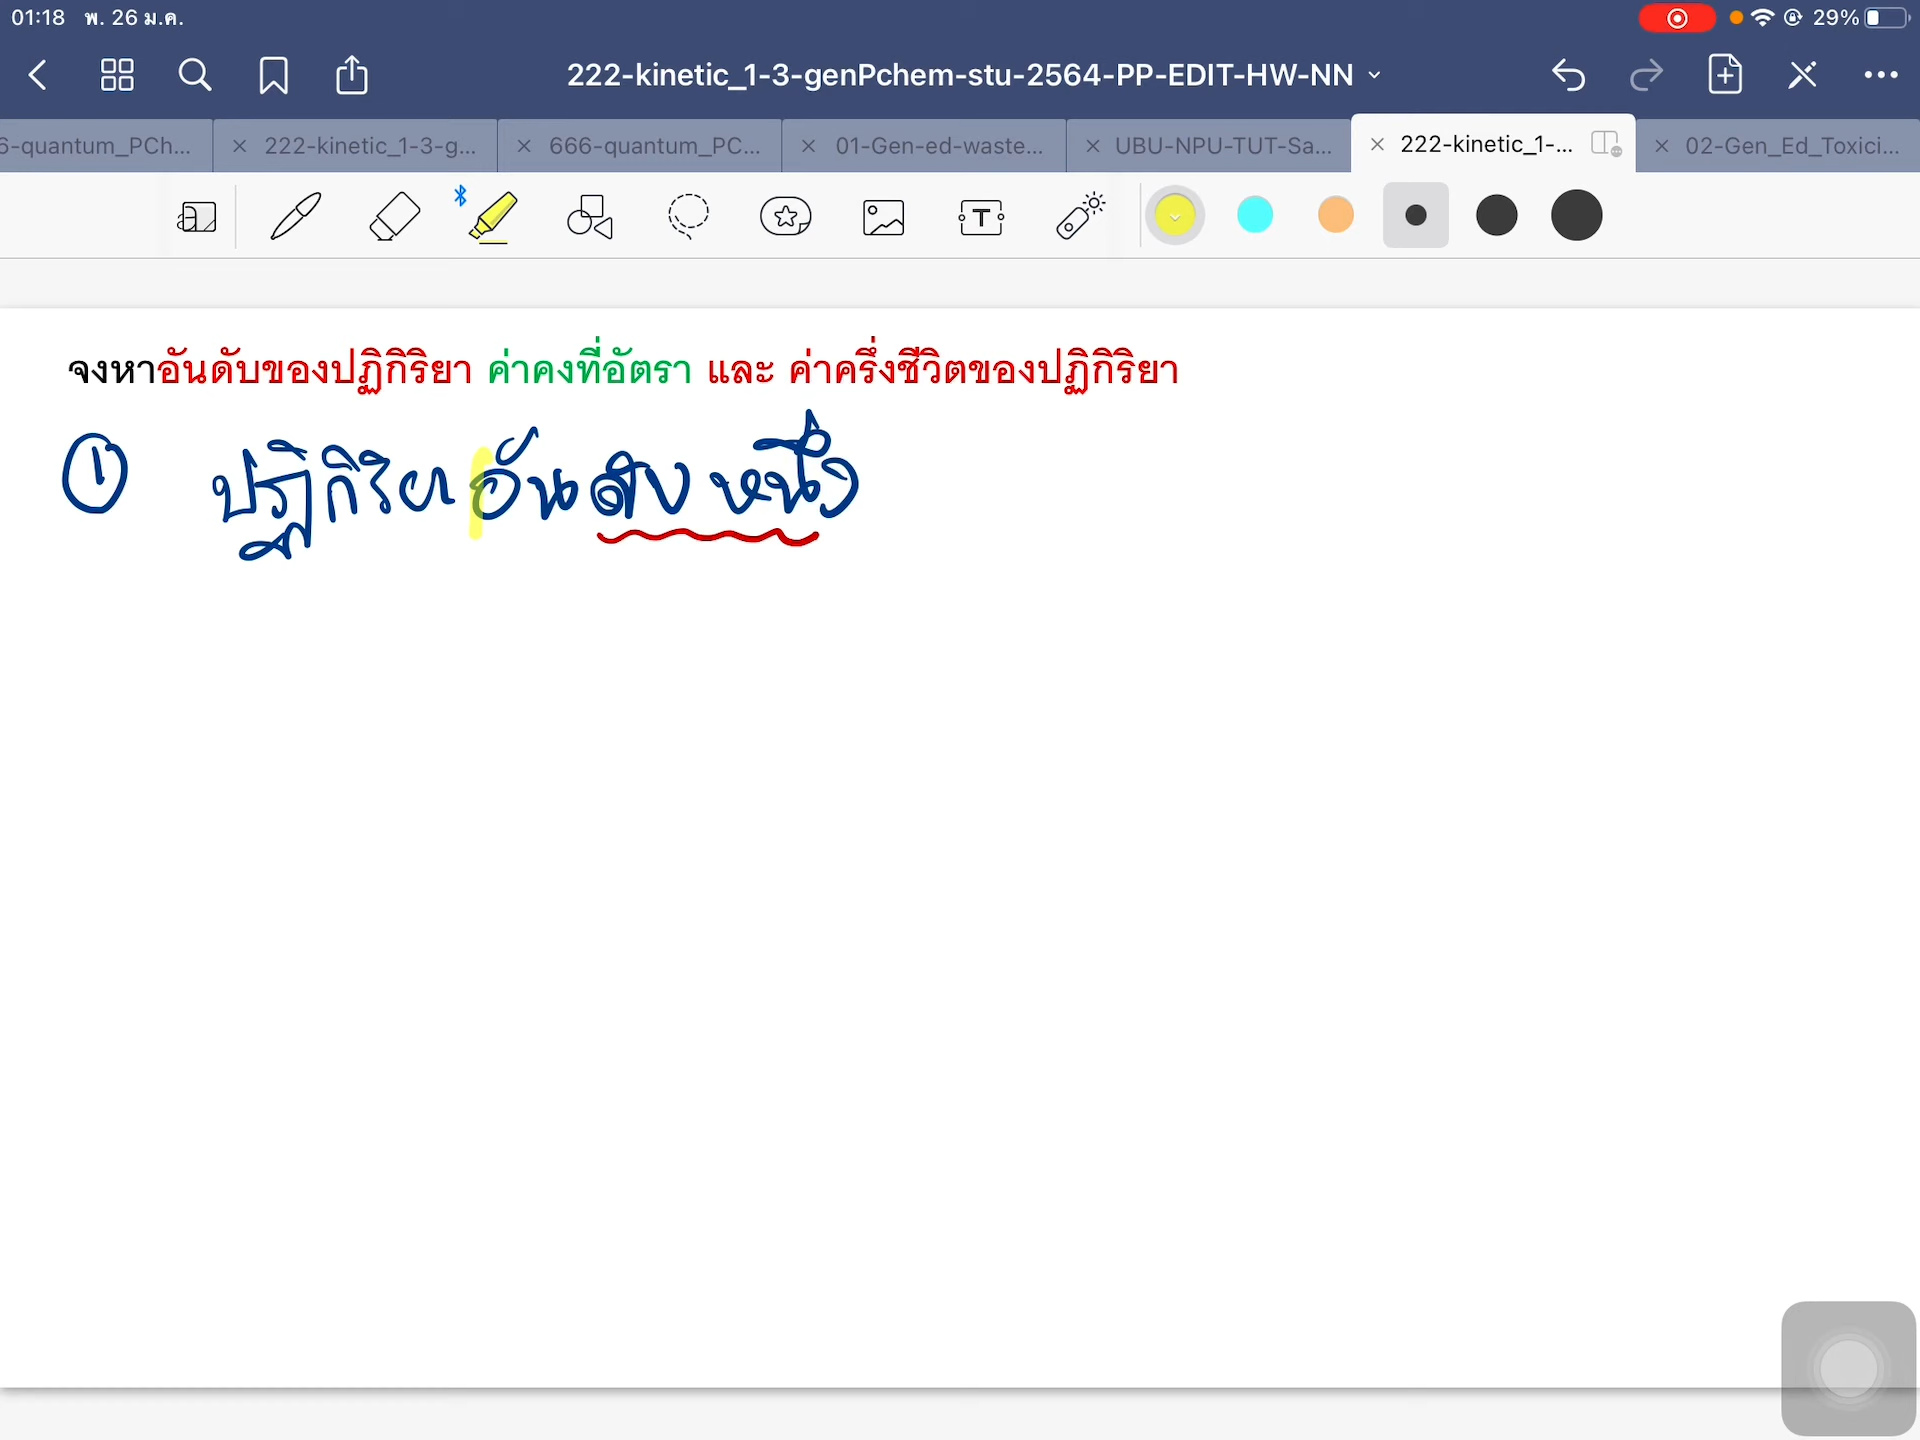 01:18 พ. 26 ม.ค. 29%
222-kinetic_1-3-genPchem-stu-2564-PP-EDIT-HW-NN
6-quantum_PCh... 222-kinetic_1-3-g... 666-quantum_PC... 01-Gen-ed-waste... UBU-NPU-TUT-Sa... 222-kinetic_1-... 02-Gen_Ed_Toxici...
จงหาอันดับของปฏิกิริยา ค่าคงที่อัตรา และ ค่าครึ่งชีวิตของปฏิกิริยา
① ปฏิกิริยาอันดับหนึ่ง